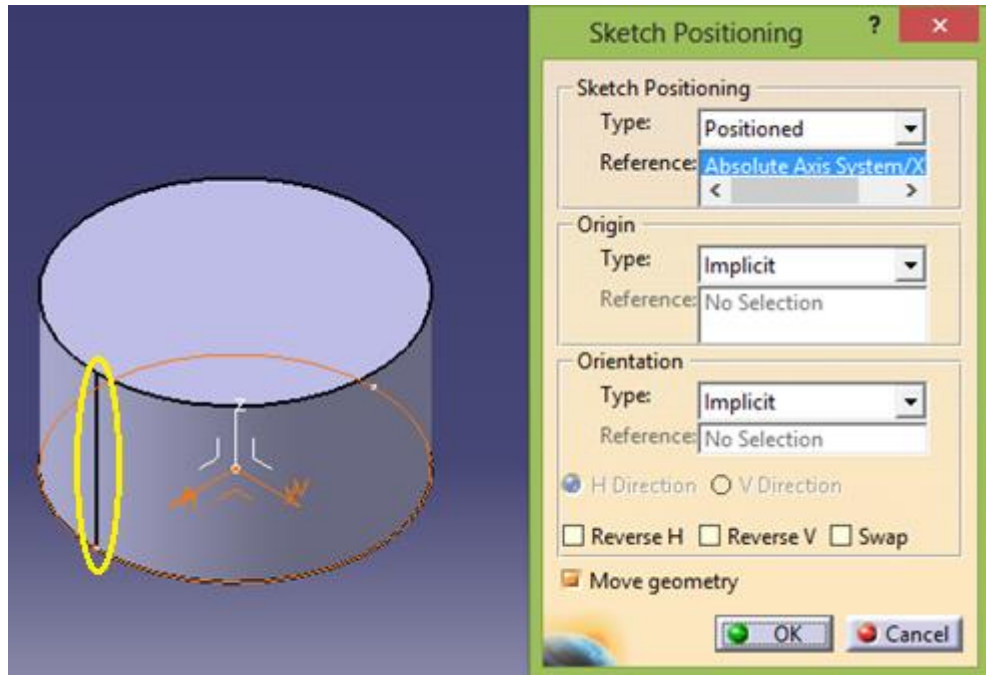 Sketch Positioning ? ×
Sketch Positioning
Type: Positioned
Reference: Absolute Axis System/X
< >
Origin
Type: Implicit
Reference: No Selection
Orientation
Type: Implicit
Reference: No Selection
H Direction V Direction
Reverse H Reverse V Swap
Move geometry
OK Cancel
Z